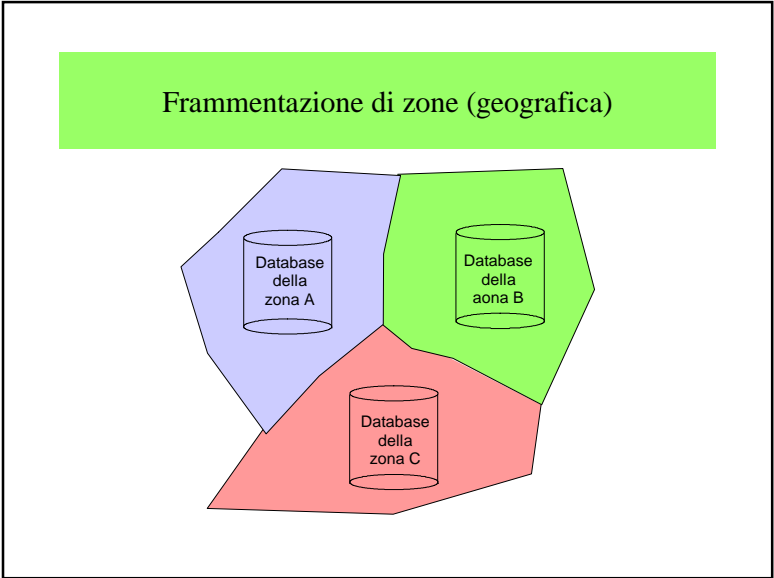 Frammentazione di zone (geografica)
Database
della
zona A
Database
della
aona B
Database
della
zona C